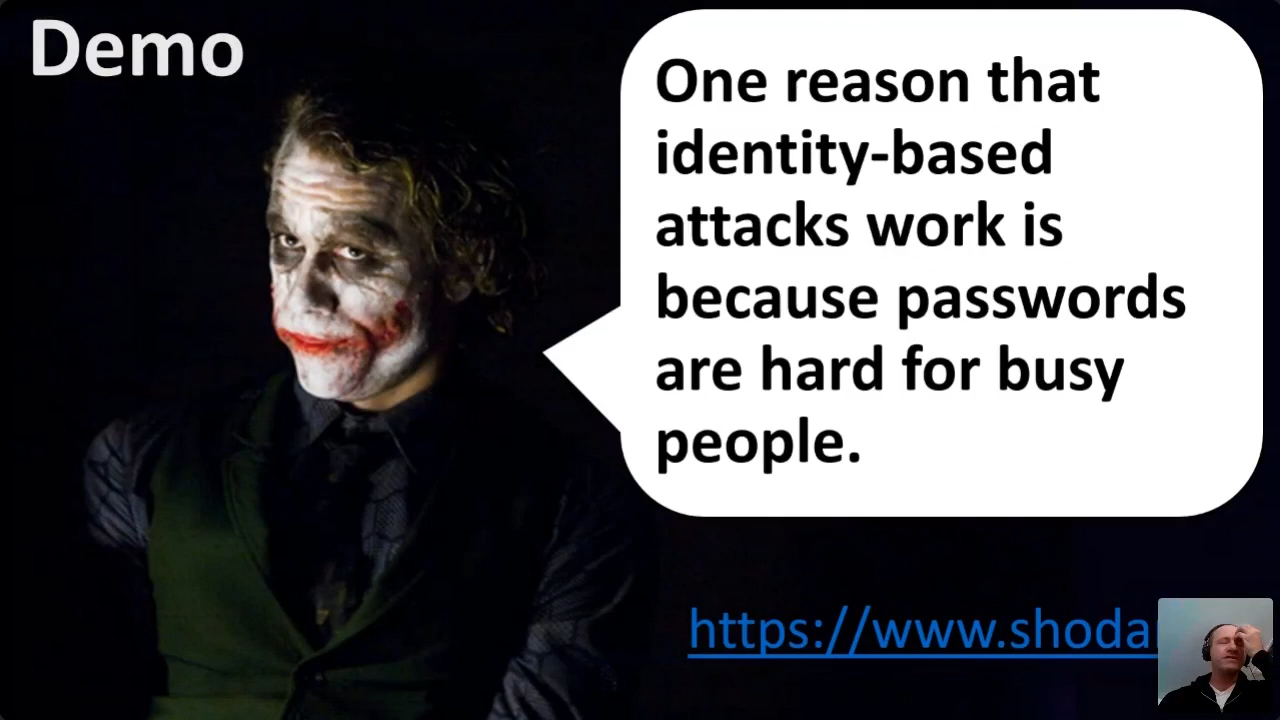 Demo
One reason that
identity-based
attacks work is
because passwords
are hard for busy
people.
https://www.shoda